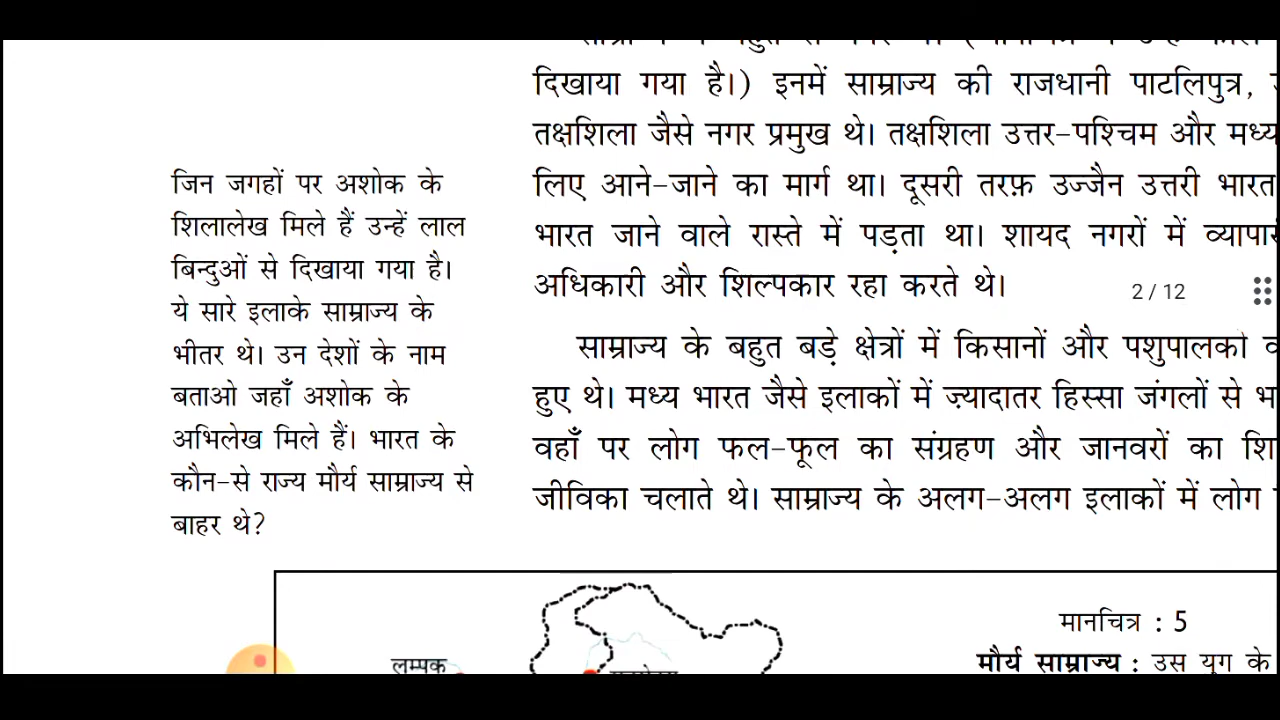 दिखाया गया है।) इनमें साम्राज्य की राजधानी पाटलिपुत्र,
तक्षशिला जैसे नगर प्रमुख थे। तक्षशिला उत्तर-पश्चिम और मध्य
लिए आने-जाने का मार्ग था। दूसरी तरफ़ उज्जैन उत्तरी भारत
भारत जाने वाले रास्ते में पड़ता था। शायद नगरों में
अधिकारी और शिल्पकार रहा करते थे।
2 / 12
साम्राज्य के बहुत बड़े क्षेत्रों में किसानों और
हुए थे। मध्य भारत जैसे इलाकों में ज़्यादातर हिस्सा जंगलों से
वहाँ पर लोग फल-फूल का संग्रहण और जानवरों का
जीविका चलाते थे। साम्राज्य के अलग-अलग इलाकों में लोग
जिन जगहों पर अशोक के
शिलालेख मिले हैं उन्हें लाल
बिन्दुओं से दिखाया गया है।
ये सारे इलाके साम्राज्य के
भीतर थे। उन देशों के नाम
बताओ जहाँ अशोक के
अभिलेख मिले हैं। भारत के
कौन-से राज्य मौर्य साम्राज्य से
बाहर थे?
मानचित्र : 5
मौर्य साम्राज्य : उस युग के
लम्पक